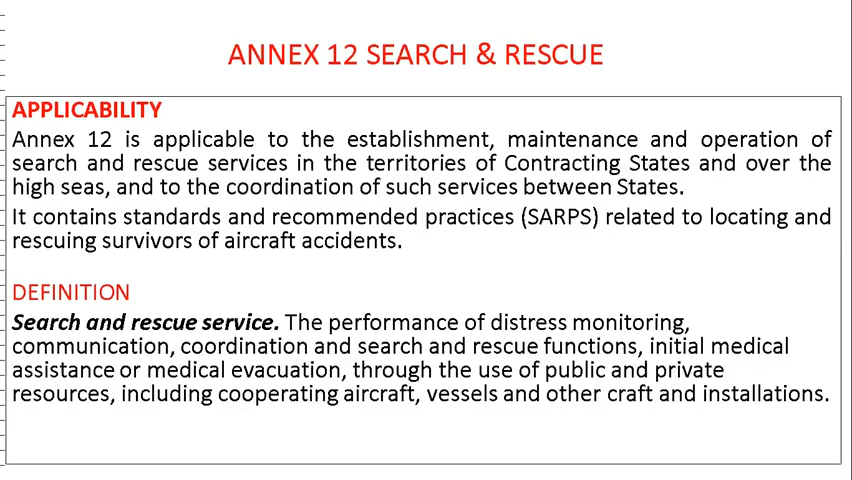 ANNEX 12 SEARCH & RESCUE
APPLICABILITY
Annex 12 is applicable to the establishment, maintenance and operation of
search and rescue services in the territories of Contracting States and over the
high seas, and to the coordination of such services between States.
It contains standards and recommended practices (SARPS) related to locating and
rescuing survivors of aircraft accidents.
DEFINITION
Search and rescue service. The performance of distress monitoring,
communication, coordination and search and rescue functions, initial medical
assistance or medical evacuation, through the use of public and private
resources, including cooperating aircraft, vessels and other craft and installations.